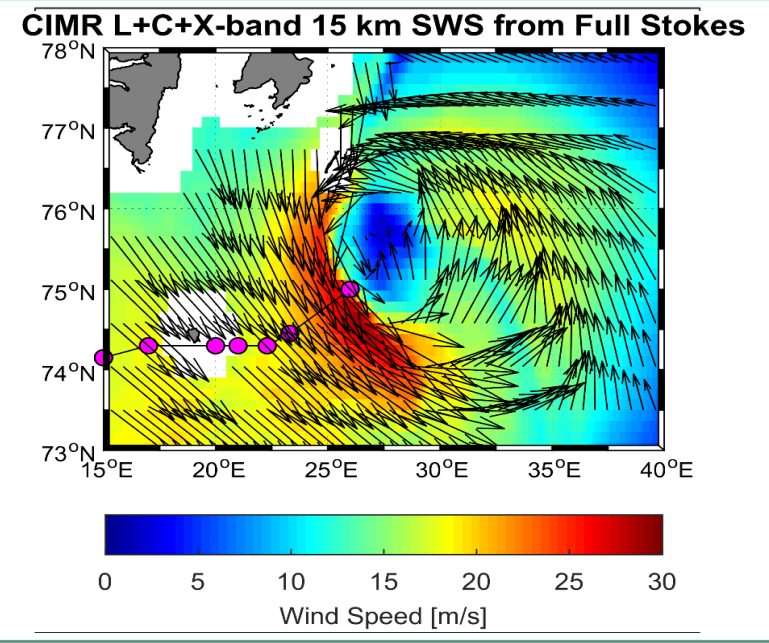 CIMR L+C+X-band 15 km SWS from Full Stokes
78°N
77°N
76°N
75°N
74°N
73°N
15°E 20°E 25°E 30°E 35°E 40°E
0 5 10 15 20 25 30
Wind Speed [m/s]